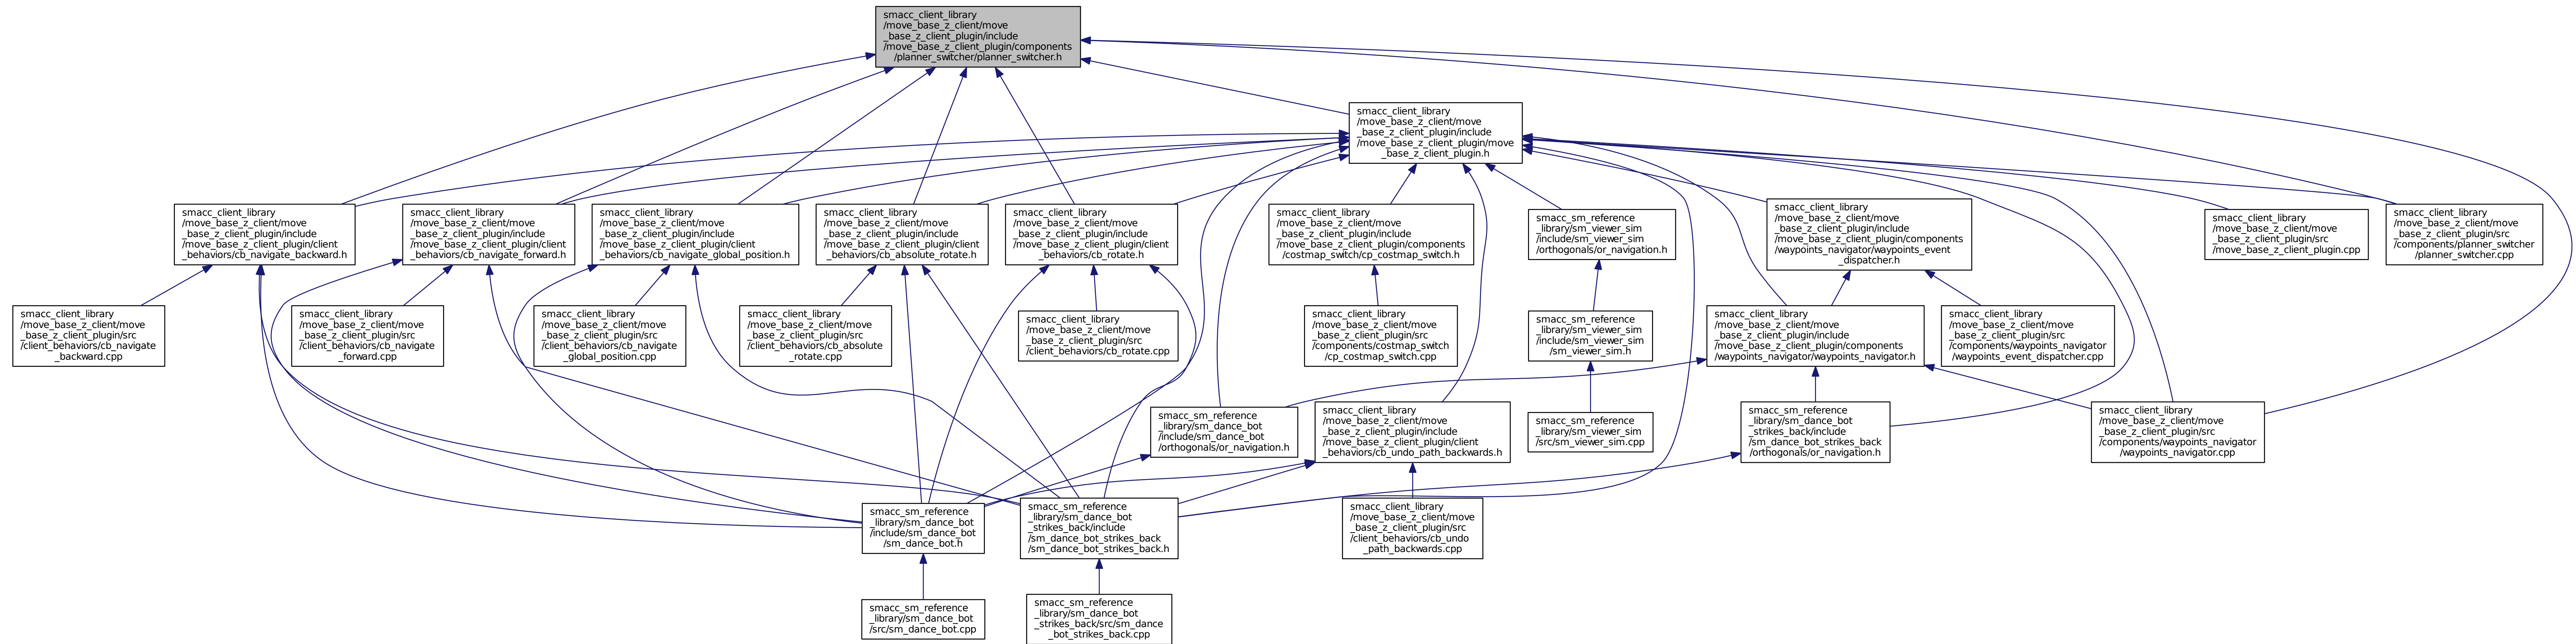 smacc_client_library
/move_base_z_client/move
_base_z_client_plugin/include
/move_base_z_client_plugin/components
/planner_switcher/planner_switcher.h
smacc_client_library
/move_base_z_client/move
_base_z_client_plugin/include
/move_base_z_client_plugin/move
_base_z_client_plugin.h
smacc_client_library
/move_base_z_client/move
_base_z_client_plugin/include
/move_base_z_client_plugin/client
_behaviors/cb_navigate_backward.h
smacc_client_library
/move_base_z_client/move
_base_z_client_plugin/include
/move_base_z_client_plugin/client
_behaviors/cb_navigate_forward.h
smacc_client_library
/move_base_z_client/move
_base_z_client_plugin/include
/move_base_z_client_plugin/client
_behaviors/cb_navigate_global_position.h
smacc_client_library
/move_base_z_client/move
_base_z_client_plugin/include
/move_base_z_client_plugin/client
_behaviors/cb_absolute_rotate.h
smacc_client_library
/move_base_z_client/move
_base_z_client_plugin/include
/move_base_z_client_plugin/client
_behaviors/cb_rotate.h
smacc_client_library
/move_base_z_client/move
_base_z_client_plugin/include
/move_base_z_client_plugin/components
/costmap_switch/cp_costmap_switch.h
smacc_sm_reference
_library/sm_viewer_sim
/include/sm_viewer_sim
/orthogonals/or_navigation.h
smacc_client_library
/move_base_z_client/move
_base_z_client_plugin/include
/move_base_z_client_plugin/components
/waypoints_navigator/waypoints_event
_dispatcher.h
smacc_client_library
/move_base_z_client/move
_base_z_client_plugin/src
/move_base_z_client_plugin.cpp
smacc_client_library
/move_base_z_client/move
_base_z_client_plugin/src
/components/planner_switcher
/planner_switcher.cpp
smacc_client_library
/move_base_z_client/move
_base_z_client_plugin/src
/client_behaviors/cb_navigate
_backward.cpp
smacc_client_library
/move_base_z_client/move
_base_z_client_plugin/src
/client_behaviors/cb_navigate
_forward.cpp
smacc_client_library
/move_base_z_client/move
_base_z_client_plugin/src
/client_behaviors/cb_navigate
_global_position.cpp
smacc_client_library
/move_base_z_client/move
_base_z_client_plugin/src
/client_behaviors/cb_absolute
_rotate.cpp
smacc_client_library
/move_base_z_client/move
_base_z_client_plugin/src
/client_behaviors/cb_rotate.cpp
smacc_client_library
/move_base_z_client/move
_base_z_client_plugin/src
/components/costmap_switch
/cp_costmap_switch.cpp
smacc_sm_reference
_library/sm_viewer_sim
/include/sm_viewer_sim
/sm_viewer_sim.h
smacc_client_library
/move_base_z_client/move
_base_z_client_plugin/include
/move_base_z_client_plugin/components
/waypoints_navigator/waypoints_navigator.h
smacc_client_library
/move_base_z_client/move
_base_z_client_plugin/src
/components/waypoints_navigator
/waypoints_event_dispatcher.cpp
smacc_sm_reference
_library/sm_dance_bot
/include/sm_dance_bot
/orthogonals/or_navigation.h
smacc_client_library
/move_base_z_client/move
_base_z_client_plugin/include
/move_base_z_client_plugin/client
_behaviors/cb_undo_path_backwards.h
smacc_sm_reference
_library/sm_viewer_sim
/src/sm_viewer_sim.cpp
smacc_sm_reference
_library/sm_dance_bot
_strikes_back/include
/sm_dance_bot_strikes_back
/orthogonals/or_navigation.h
smacc_client_library
/move_base_z_client/move
_base_z_client_plugin/src
/components/waypoints_navigator
/waypoints_navigator.cpp
smacc_sm_reference
_library/sm_dance_bot
/include/sm_dance_bot
/sm_dance_bot.h
smacc_sm_reference
_library/sm_dance_bot
_strikes_back/include
/sm_dance_bot_strikes_back
/sm_dance_bot_strikes_back.h
smacc_client_library
/move_base_z_client/move
_base_z_client_plugin/src
/client_behaviors/cb_undo
_path_backwards.cpp
smacc_sm_reference
_library/sm_dance_bot
/src/sm_dance_bot.cpp
smacc_sm_reference
_library/sm_dance_bot
_strikes_back/src/sm_dance
_bot_strikes_back.cpp